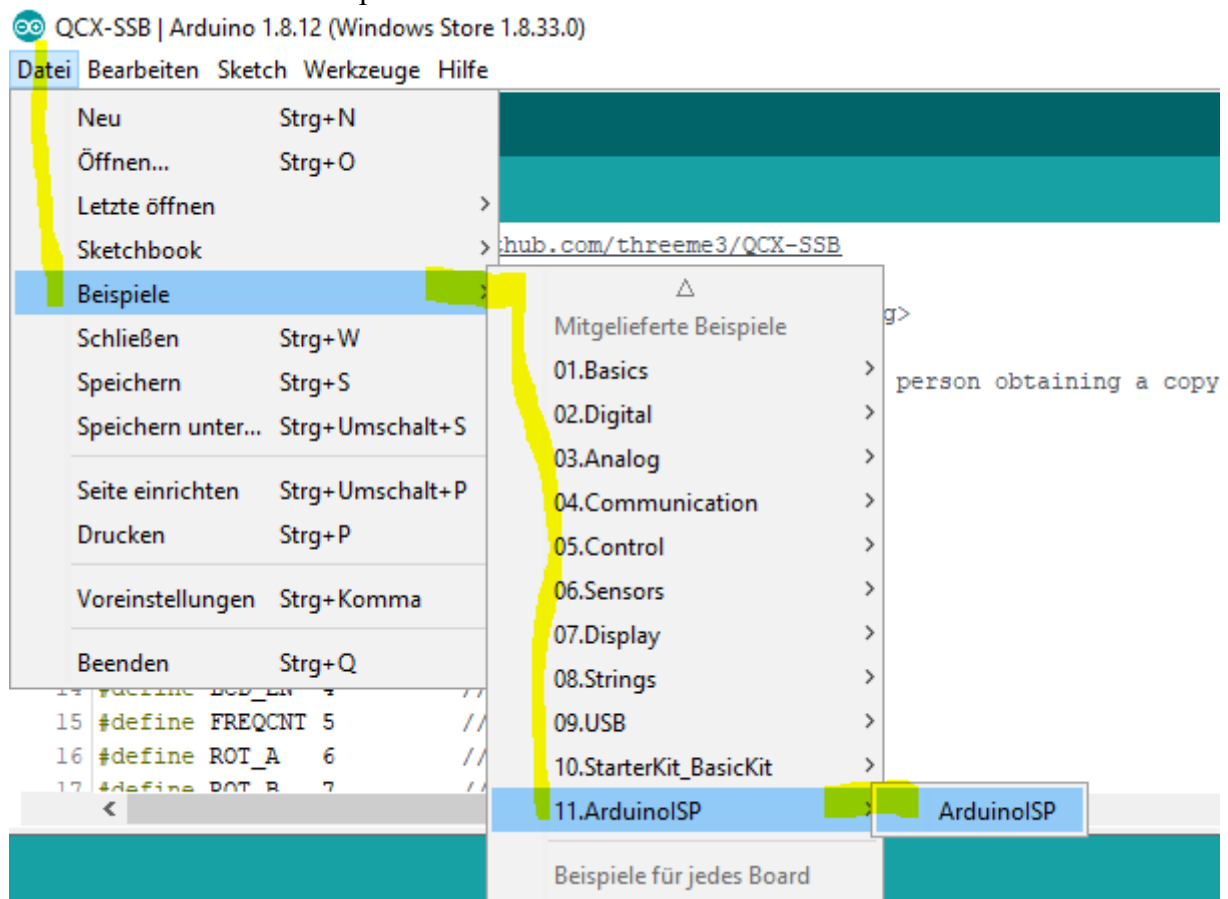 QCX-SSB | Arduino 1.8.12 (Windows Store 1.8.33.0)
Datei Bearbeiten Sketch Werkzeuge Hilfe
Neu Strg+N
Öffnen... Strg+O
Letzte öffnen >
Sketchbook >
Beispiele
Schließen Strg+W
Speichern Strg+S
Speichern unter... Strg+Umschalt+S
Seite einrichten Strg+Umschalt+P
Drucken Strg+P
Voreinstellungen Strg+Komma
Beenden Strg+Q
hub.com/threeme3/QCX-SSB
g>
person obtaining a copy
Mitgelieferte Beispiele
01.Basics >
02.Digital >
03.Analog >
04.Communication >
05.Control >
06.Sensors >
07.Display >
08.Strings >
09.USB >
10.StarterKit_BasicKit >
11.ArduinoISP
ArduinoISP
Beispiele für jedes Board
15 #define FREQCNT 5 //
16 #define ROT_A 6 //
17 #define ROT_B 7 //